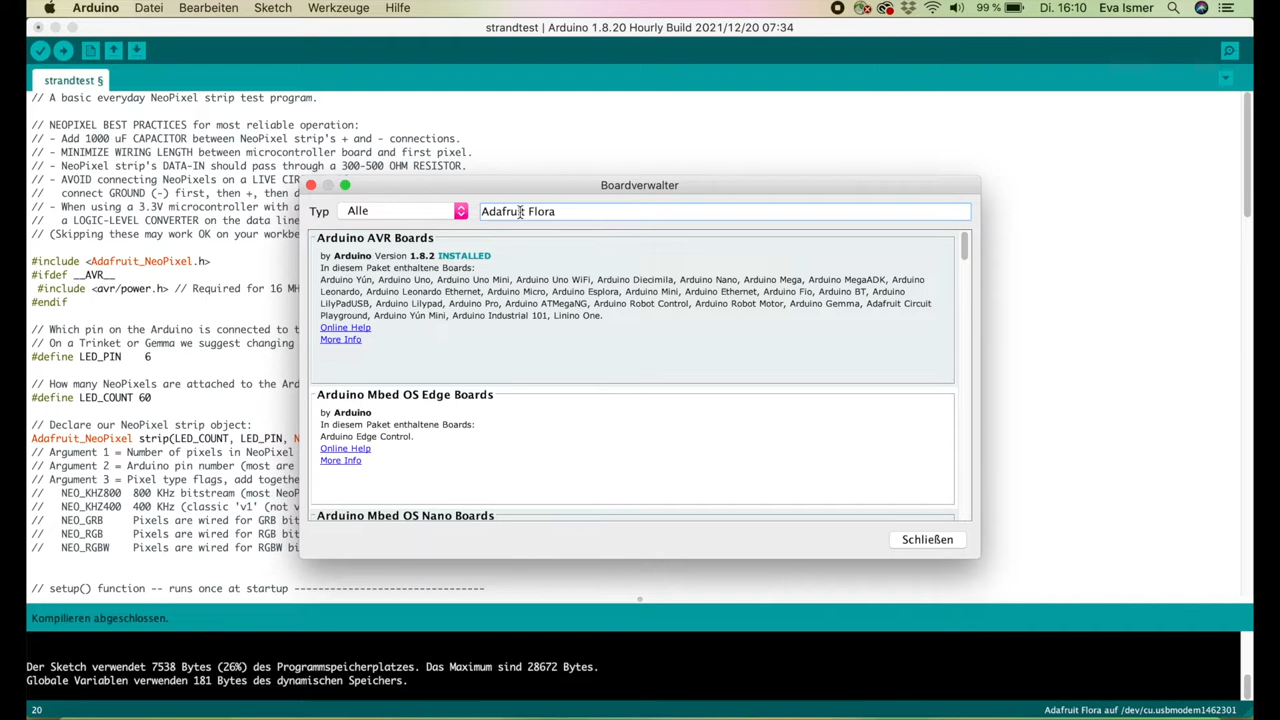 Arduino Datei Bearbeiten Sketch Werkzeuge Hilfe 99 % Di. 16:10 Eva Ismer
strandtest | Arduino 1.8.20 Hourly Build 2021/12/20 07:34
strandtest §
// A basic everyday NeoPixel strip test program.
// NEOPIXEL BEST PRACTICES for most reliable operation:
// - Add 1000 uF CAPACITOR between NeoPixel strip's + and - connections.
// - MINIMIZE WIRING LENGTH between microcontroller board and first pixel.
// - NeoPixel strip's DATA-IN should pass through a 300-500 OHM RESISTOR.
// - AVOID connecting NeoPixels on a LIVE CIR
//   connect GROUND (-) first, then +, then d
// - When using a 3.3V microcontroller with a
//   a LOGIC-LEVEL CONVERTER on the data line
// (Skipping these may work OK on your workbe
#include <Adafruit_NeoPixel.h>
#ifdef __AVR__
#include <avr/power.h> // Required for 16 MH
#endif
// Which pin on the Arduino is connected to t
// On a Trinket or Gemma we suggest changing
#define LED_PIN    6
// How many NeoPixels are attached to the Ard
#define LED_COUNT 60
// Declare our NeoPixel strip object:
Adafruit_NeoPixel strip(LED_COUNT, LED_PIN, N
// Argument 1 = Number of pixels in NeoPixel
// Argument 2 = Arduino pin number (most are
// Argument 3 = Pixel type flags, add togethe
//   NEO_KHZ800  800 KHz bitstream (most NeoP
//   NEO_KHZ400  400 KHz (classic 'v1' (not v
//   NEO_GRB     Pixels are wired for GRB bit
//   NEO_RGB     Pixels are wired for RGB bit
//   NEO_RGBW    Pixels are wired for RGBW bi
// setup() function -- runs once at startup --------------------------------
Boardverwalter
Typ Alle Adafruit Flora
Arduino AVR Boards
by Arduino Version 1.8.2 INSTALLED
In diesem Paket enthaltene Boards:
Arduino Yún, Arduino Uno, Arduino Uno Mini, Arduino Uno WiFi, Arduino Diecimila, Arduino Nano, Arduino Mega, Arduino MegaADK, Arduino
Leonardo, Arduino Leonardo Ethernet, Arduino Micro, Arduino Esplora, Arduino Mini, Arduino Ethernet, Arduino Fio, Arduino BT, Arduino
LilyPadUSB, Arduino Lilypad, Arduino Pro, Arduino ATMegaNG, Arduino Robot Control, Arduino Robot Motor, Arduino Gemma, Adafruit Circuit
Playground, Arduino Yún Mini, Arduino Industrial 101, Linino One.
Online Help
More Info
Arduino Mbed OS Edge Boards
by Arduino
In diesem Paket enthaltene Boards:
Arduino Edge Control.
Online Help
More Info
Arduino Mbed OS Nano Boards
Schließen
Kompilieren abgeschlossen.
Der Sketch verwendet 7538 Bytes (26%) des Programmspeicherplatzes. Das Maximum sind 28672 Bytes.
Globale Variablen verwenden 181 Bytes des dynamischen Speichers.
20 Adafruit Flora auf /dev/cu.usbmodem1462301